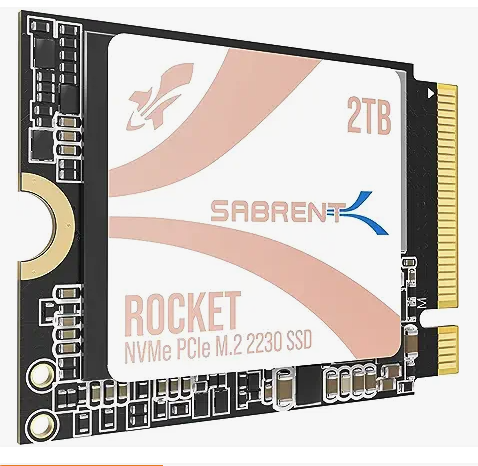 2TB
SABRENT
ROCKET
NVMe PCIe M.2 2230 SSD
M